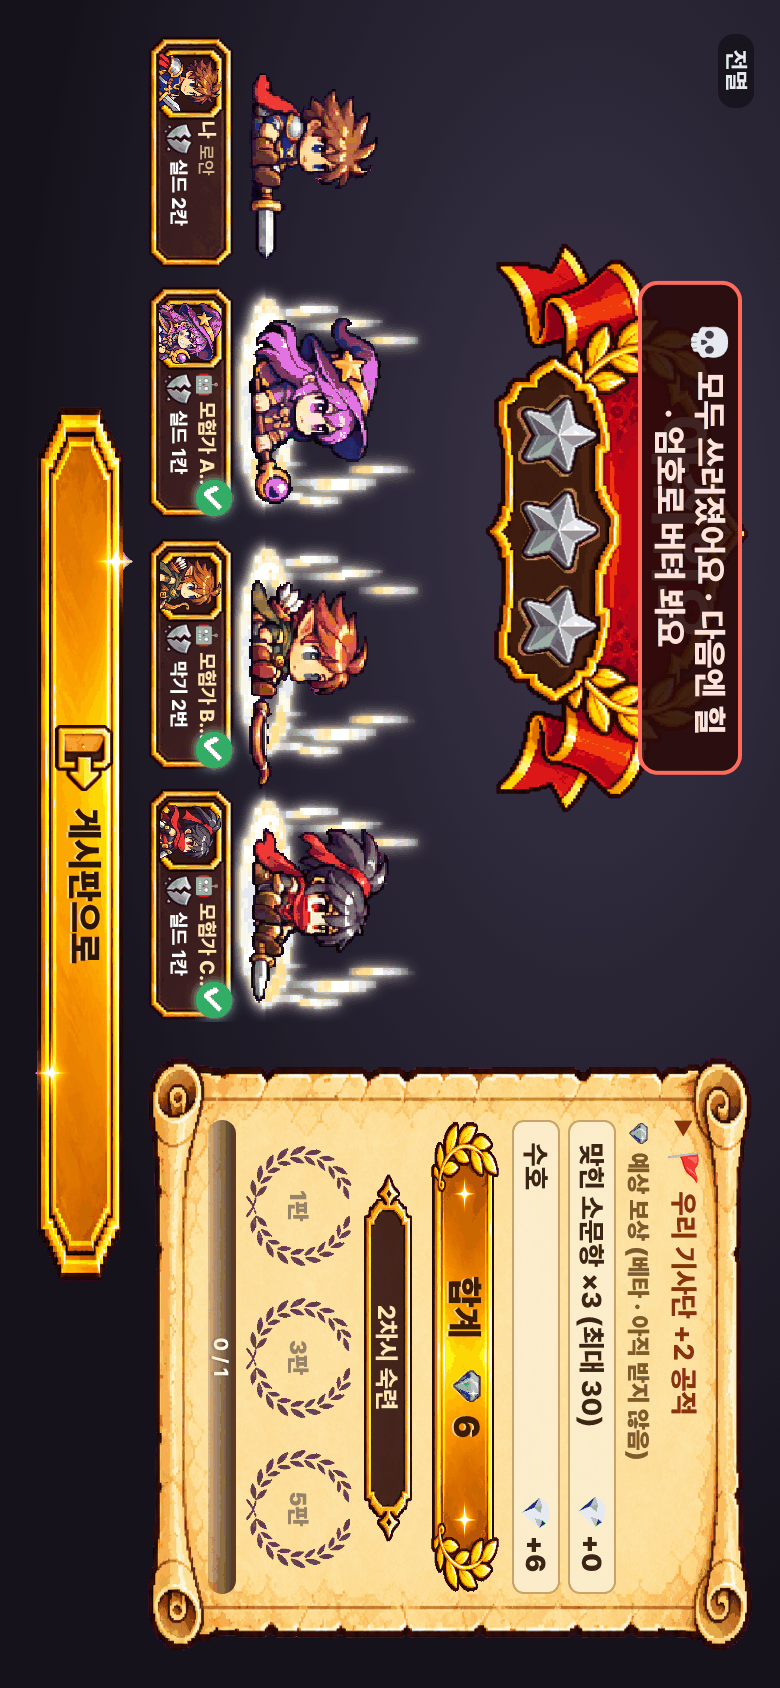 전멸
💀 모두 쓰러졌어요 · 다음엔 힐
· 엄호로 버텨 봐요
나 로안
실드 2칸
모험가 A...
실드 1칸
모험가 B...
막기 2번
모험가 C...
실드 1칸
게시판으로
▶ 우리 기사단 +2 공적
예상 보상 (베타 · 아직 받지 않음)
맞힌 소문항 ×3 (최대 30) +0
수호 +6
합계 6
2차시 숙련
1판
3판
5판
0 / 1